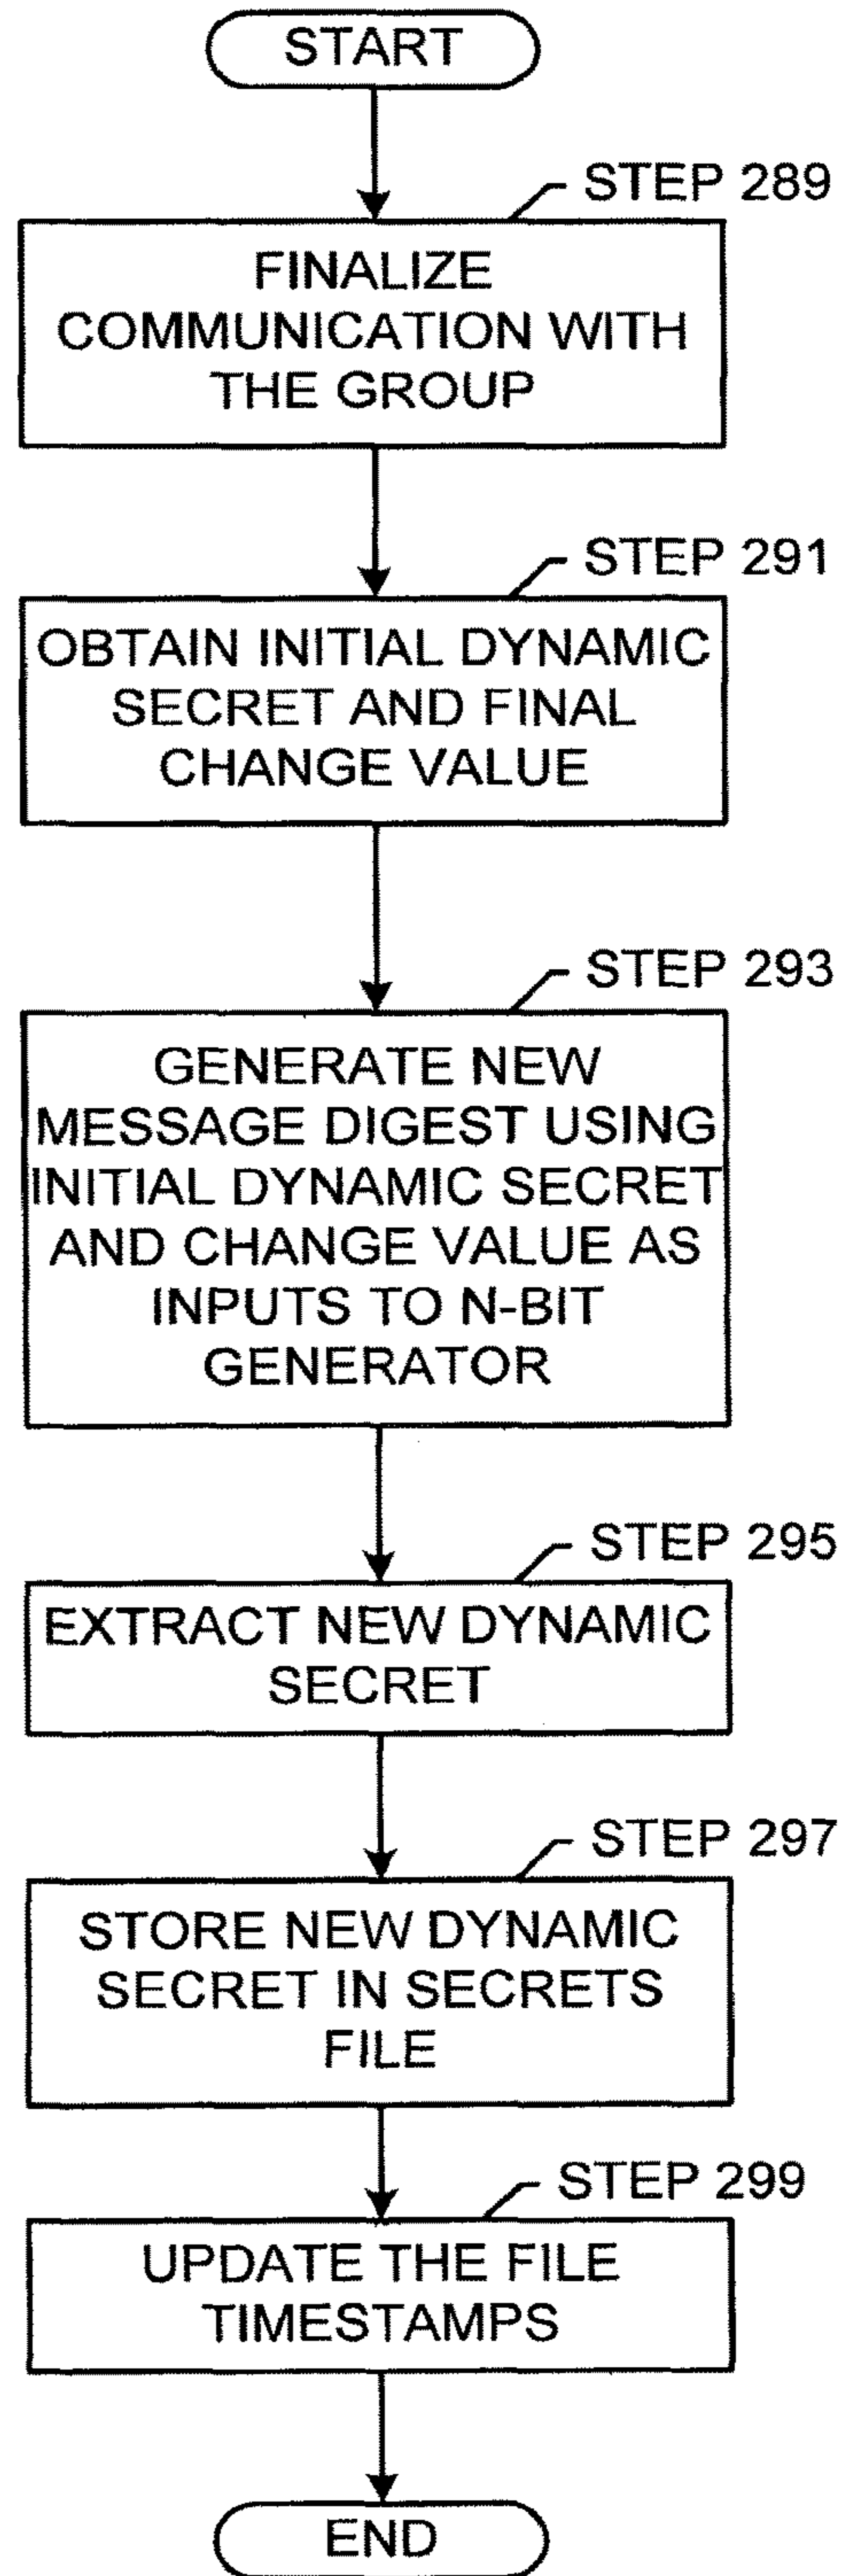 START
STEP 289
FINALIZE
COMMUNICATION WITH
THE GROUP
STEP 291
OBTAIN INITIAL DYNAMIC
SECRET AND FINAL
CHANGE VALUE
STEP 293
GENERATE NEW
MESSAGE DIGEST USING
INITIAL DYNAMIC SECRET
AND CHANGE VALUE AS
INPUTS TO N-BIT
GENERATOR
STEP 295
EXTRACT NEW DYNAMIC
SECRET
STEP 297
STORE NEW DYNAMIC
SECRET IN SECRETS
FILE
STEP 299
UPDATE THE FILE
TIMESTAMPS
END